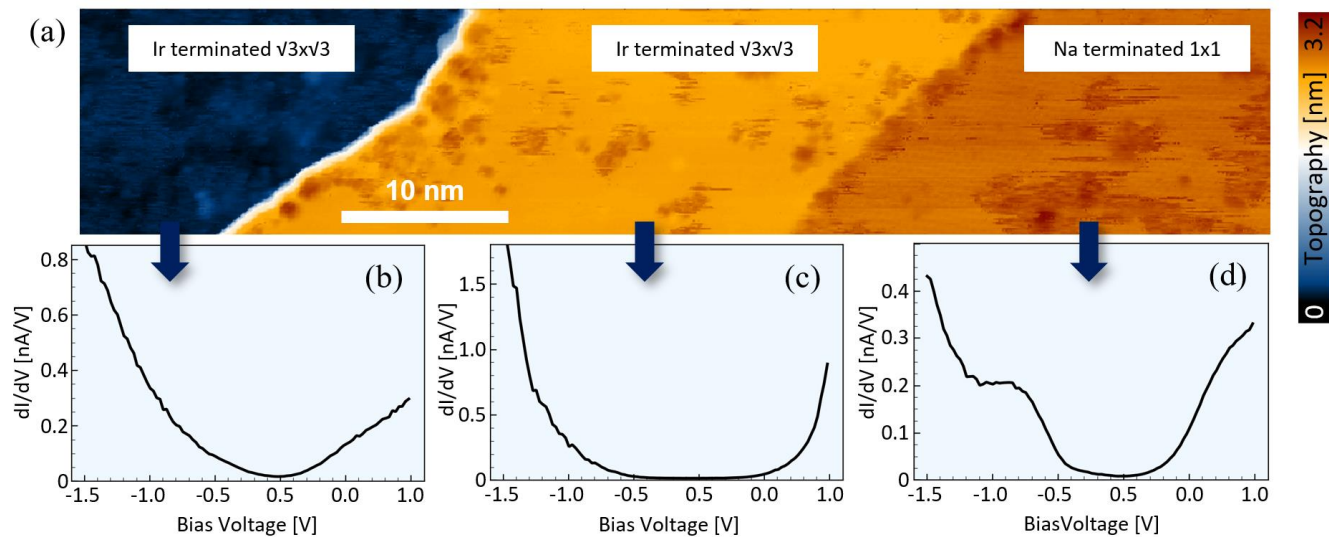 (a)
Ir terminated √3x√3
Ir terminated √3x√3
Na terminated 1x1
10 nm
3.2
Topography [nm]
0
(b)
0.8
0.6
0.4
0.2
0
dI/dV [nA/V]
-1.5 -1.0 -0.5 0.5 0.0 1.0
Bias Voltage [V]
(c)
1.5
1.0
0.5
0
dI/dV [nA/V]
-1.5 -1.0 -0.5 0.5 0.0 1.0
Bias Voltage [V]
(d)
0.4
0.3
0.2
0.1
0
dI/dV [nA/V]
-1.5 -1.0 -0.5 0.5 0.0 1.0
BiasVoltage [V]